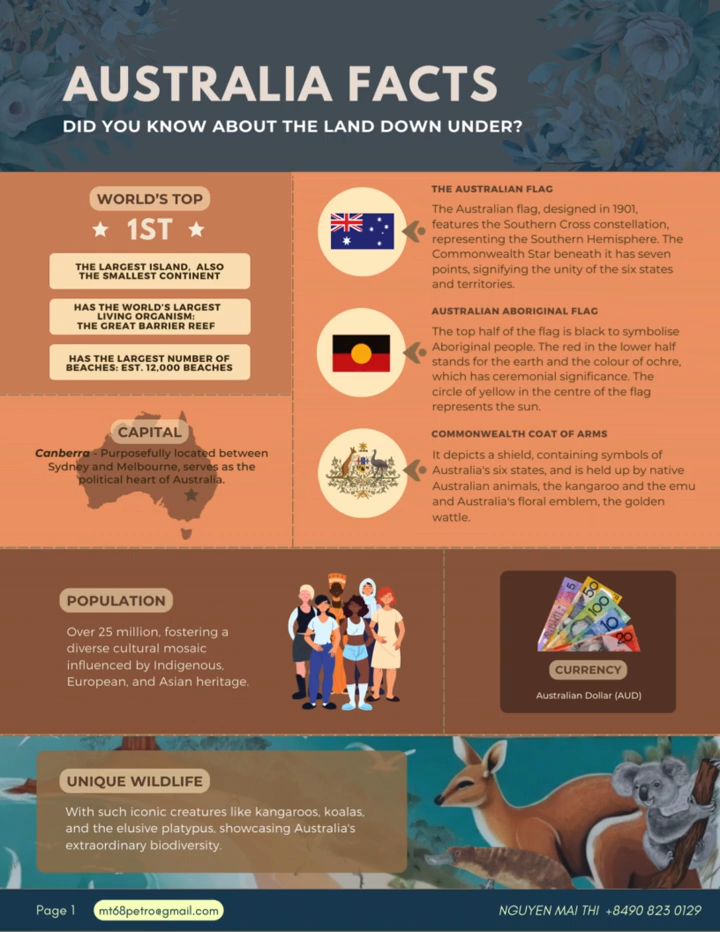 AUSTRALIA FACTS
DID YOU KNOW ABOUT THE LAND DOWN UNDER?
WORLD'S TOP
1ST
THE LARGEST ISLAND, ALSO
THE SMALLEST CONTINENT
HAS THE WORLD'S LARGEST
LIVING ORGANISM:
THE GREAT BARRIER REEF
HAS THE LARGEST NUMBER OF
BEACHES: EST. 12,000 BEACHES
CAPITAL
Canberra - Purposefully located between
Sydney and Melbourne, serves as the
political heart of Australia.
THE AUSTRALIAN FLAG
The Australian flag, designed in 1901,
features the Southern Cross constellation,
representing the Southern Hemisphere. The
Commonwealth Star beneath it has seven
points, signifying the unity of the six states
and territories.
AUSTRALIAN ABORIGINAL FLAG
The top half of the flag is black to symbolise
Aboriginal people. The red in the lower half
stands for the earth and the colour of ochre,
which has ceremonial significance. The
circle of yellow in the centre of the flag
represents the sun.
COMMONWEALTH COAT OF ARMS
It depicts a shield, containing symbols of
Australia's six states, and is held up by native
Australian animals, the kangaroo and the emu
and Australia's floral emblem, the golden
wattle.
POPULATION
Over 25 million, fostering a
diverse cultural mosaic
influenced by Indigenous,
European, and Asian heritage.
5
50
100
10
20
CURRENCY
Australian Dollar (AUD)
UNIQUE WILDLIFE
With such iconic creatures like kangaroos, koalas,
and the elusive platypus, showcasing Australia's
extraordinary biodiversity.
Page 1
mt68petro@gmail.com
NGUYEN MAI THI +8490 823 0129